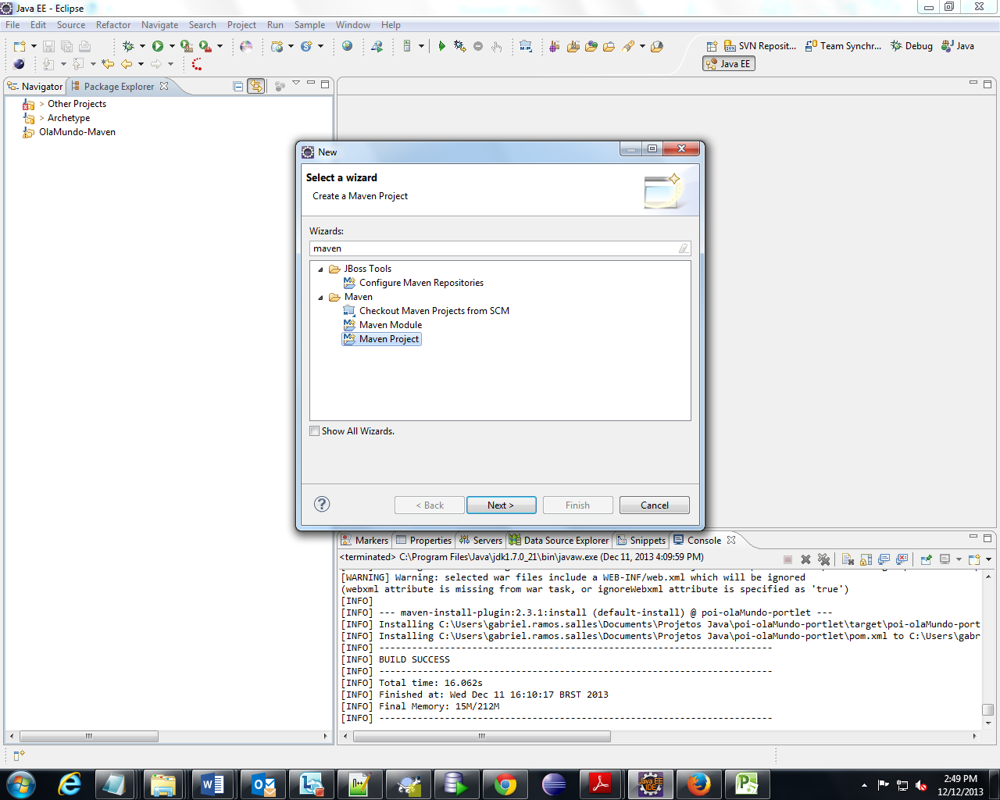 Java EE - Eclipse
File Edit Source Refactor Navigate Search Project Run Sample Window Help
SVN Reposit... Team Synchr... Debug Java
Java EE
Navigator Package Explorer
> Other Projects
> Archetype
OlaMundo-Maven
New
Select a wizard
Create a Maven Project
Wizards:
maven
JBoss Tools
Configure Maven Repositories
Maven
Checkout Maven Projects from SCM
Maven Module
Maven Project
Show All Wizards.
< Back Next > Finish Cancel
Markers Properties Servers Data Source Explorer Snippets Console
<terminated> C:\Program Files\Java\jdk1.7.0_21\bin\javaw.exe (Dec 11, 2013 4:09:59 PM)
[WARNING] Warning: selected war files include a WEB-INF/web.xml which will be ignored
(webxml attribute is missing from war task, or ignoreWebxml attribute is specified as 'true')
[INFO]
[INFO] --- maven-install-plugin:2.3.1:install (default-install) @ poi-olaMundo-portlet ---
[INFO] Installing C:\Users\gabriel.ramos.salles\Documents\Projetos Java\poi-olaMundo-portlet\target\poi-olaMundo-port
[INFO] Installing C:\Users\gabriel.ramos.salles\Documents\Projetos Java\poi-olaMundo-portlet\pom.xml to C:\Users\gabr
[INFO] ------------------------------------------------------------------------
[INFO] BUILD SUCCESS
[INFO] ------------------------------------------------------------------------
[INFO] Total time: 16.062s
[INFO] Finished at: Wed Dec 11 16:10:17 BRST 2013
[INFO] Final Memory: 15M/212M
[INFO] ------------------------------------------------------------------------
Java EE
IDE
2:49 PM
12/12/2013